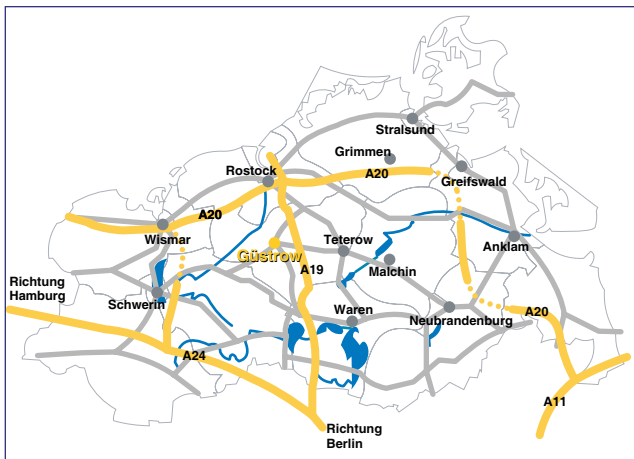 Stralsund
Grimmen
Rostock
A20
Greifswald
A20
Wismar
Güstrow
Teterow
Anklam
A19
Malchin
Richtung
Hamburg
Schwerin
Waren
Neubrandenburg
A20
A24
A11
Richtung
Berlin